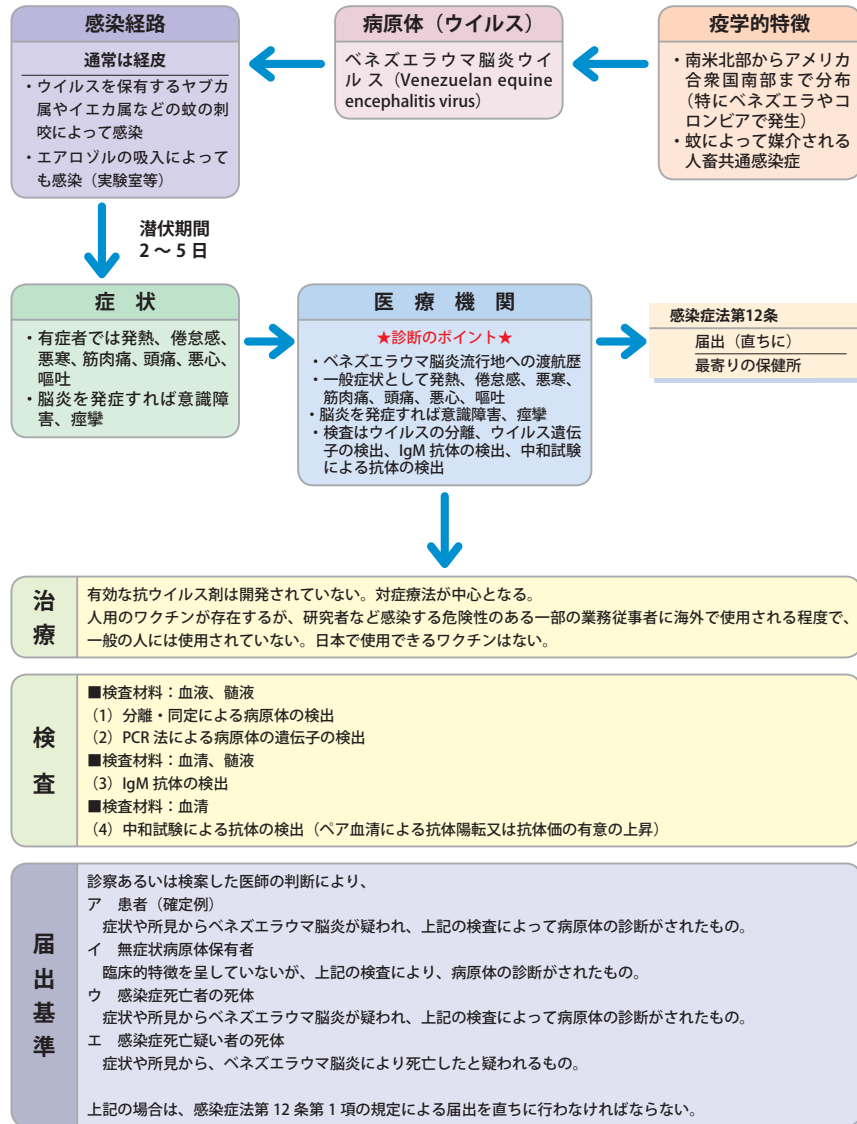 感染経路
通常は経皮
・ウイルスを保有するヤブカ
属やイエカ属などの蚊の刺
咬によって感染
・エアロゾルの吸入によって
も感染（実験室等）
病原体（ウイルス）
ベネズエラウマ脳炎ウイ
ルス（Venezuelan equine
encephalitis virus）
疫学的特徴
・南米北部からアメリカ
合衆国南部まで分布
（特にベネズエラやコ
ロンビアで発生）
・蚊によって媒介される
人畜共通感染症
潜伏期間
2 〜 5 日
症　状
・有症者では発熱、倦怠感、
悪寒、筋肉痛、頭痛、悪心、
嘔吐
・脳炎を発症すれば意識障
害、痙攣
医　療　機　関
★診断のポイント★
・ベネズエラウマ脳炎流行地への渡航歴
・一般症状として発熱、倦怠感、悪寒、
筋肉痛、頭痛、悪心、嘔吐
・脳炎を発症すれば意識障害、痙攣
・検査はウイルスの分離、ウイルス遺伝
子の検出、IgM 抗体の検出、中和試験
による抗体の検出
感染症法第12条
届出（直ちに）
最寄りの保健所
治療
有効な抗ウイルス剤は開発されていない。対症療法が中心となる。
人用のワクチンが存在するが、研究者など感染する危険性のある一部の業務従事者に海外で使用される程度で、
一般の人には使用されていない。日本で使用できるワクチンはない。
検査
■検査材料：血液、髄液
（1）分離・同定による病原体の検出
（2）PCR 法による病原体の遺伝子の検出
■検査材料：血清、髄液
（3）IgM 抗体の検出
■検査材料：血清
（4）中和試験による抗体の検出（ペア血清による抗体陽転又は抗体価の有意の上昇）
届出基準
診察あるいは検案した医師の判断により、
ア　患者（確定例）
症状や所見からベネズエラウマ脳炎が疑われ、上記の検査によって病原体の診断がされたもの。
イ　無症状病原体保有者
臨床的特徴を呈していないが、上記の検査により、病原体の診断がされたもの。
ウ　感染症死亡者の死体
症状や所見からベネズエラウマ脳炎が疑われ、上記の検査によって病原体の診断がされたもの。
エ　感染症死亡疑い者の死体
症状や所見から、ベネズエラウマ脳炎により死亡したと疑われるもの。
上記の場合は、感染症法第 12 条第 1 項の規定による届出を直ちに行わなければならない。